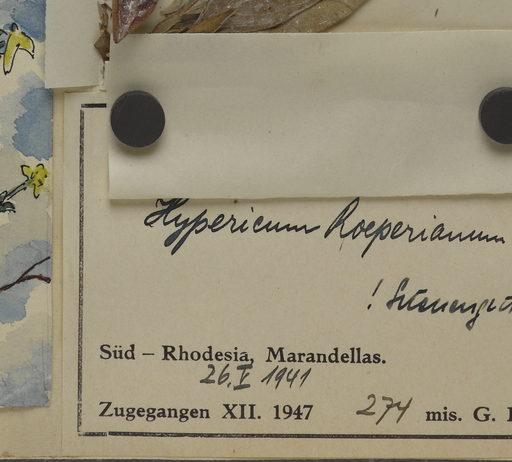 Hypericum Roeperianum
!
Süd – Rhodesia, Marandellas.
26. V 1941
Zugegangen XII. 1947 274 mis. G.